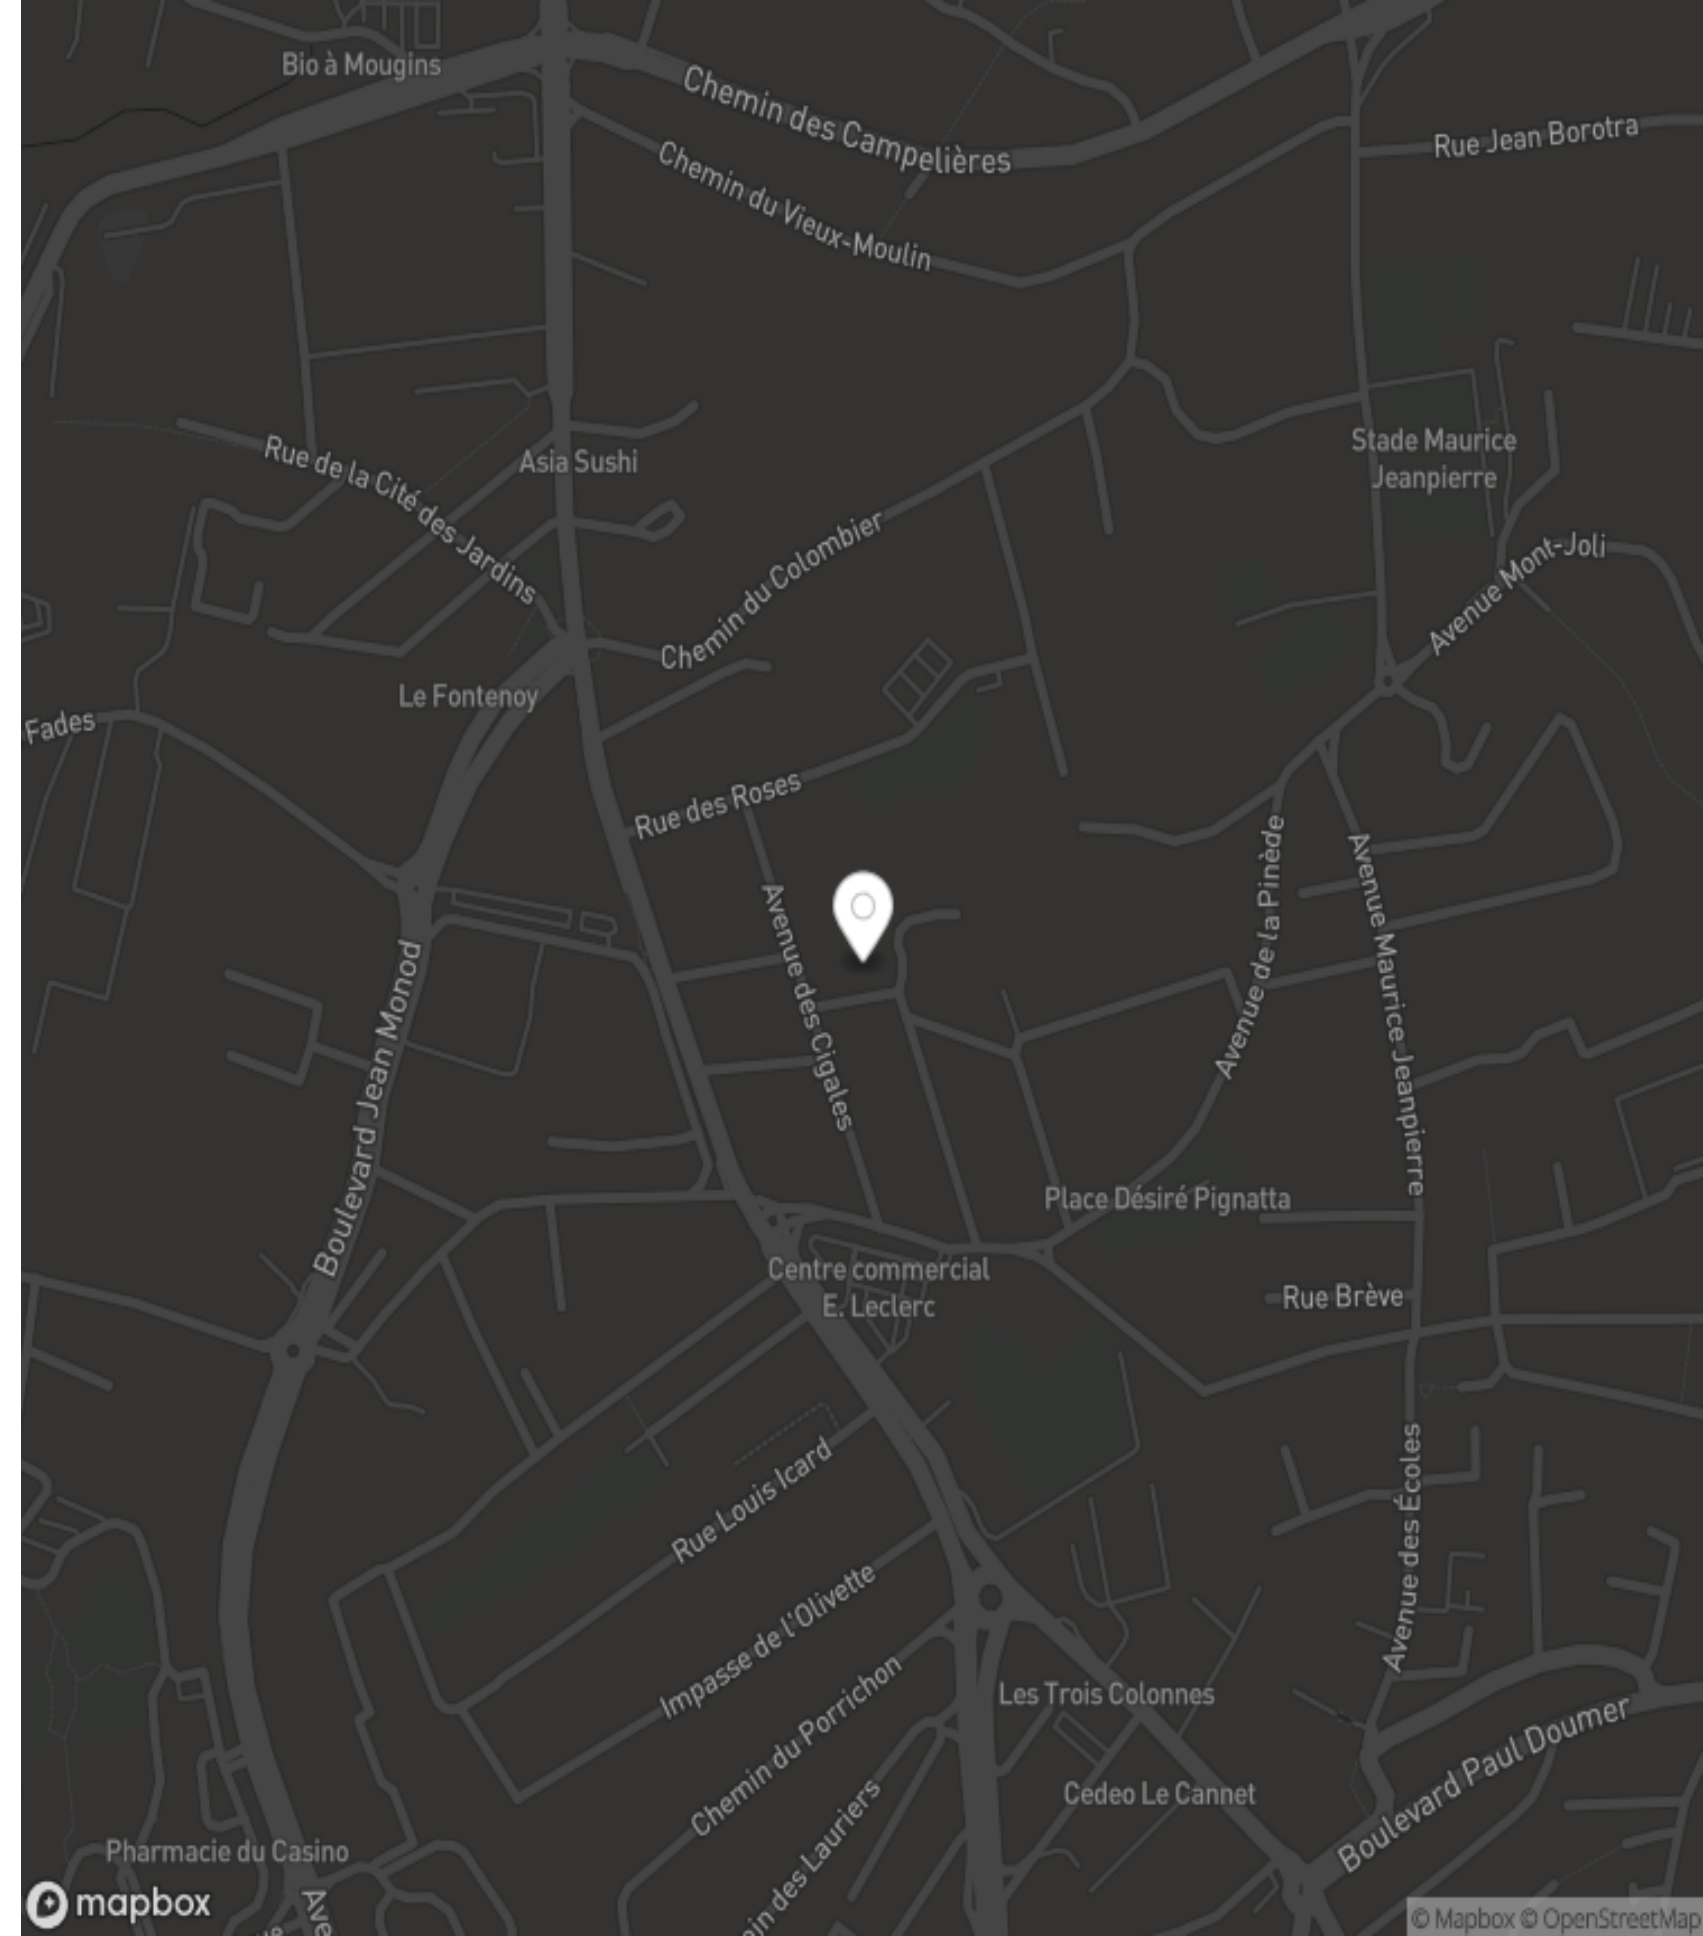 Bio à Mougins
Chemin des Campelières
Rue Jean Borotra
Chemin du Vieux-Moulin
Asia Sushi
Rue de la Cité des Jardins
Stade Maurice
Jeanpierre
Chemin du Colombier
Avenue Mont-Joli
Le Fontenoy
Fades
Rue des Roses
Avenue des Cigales
Avenue de la Pinède
Avenue Maurice Jeanpierre
Boulevard Jean Monod
Place Désiré Pignatta
Centre commercial
E. Leclerc
Rue Brève
Rue Louis Icard
Avenue des Écoles
Impasse de l'Olivette
Chemin du Porrichon
Les Trois Colonnes
Boulevard Paul Doumer
Cedeo Le Cannet
in des Lauriers
Pharmacie du Casino
Ave
mapbox
© Mapbox © OpenStreetMap